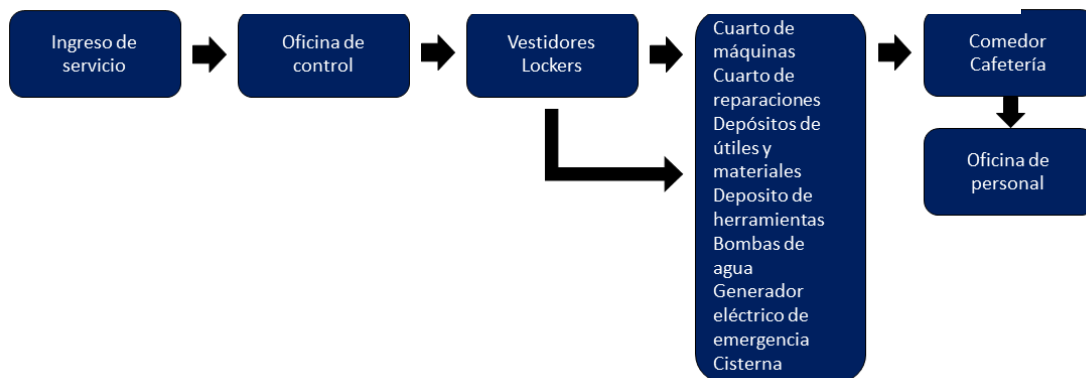 Ingreso de
servicio
Oficina de
control
Vestidores
Lockers
Cuarto de
máquinas
Cuarto de
reparaciones
Depósitos de
útiles y
materiales
Deposito de
herramientas
Bombas de
agua
Generador
eléctrico de
emergencia
Cisterna
Comedor
Cafetería
Oficina de
personal